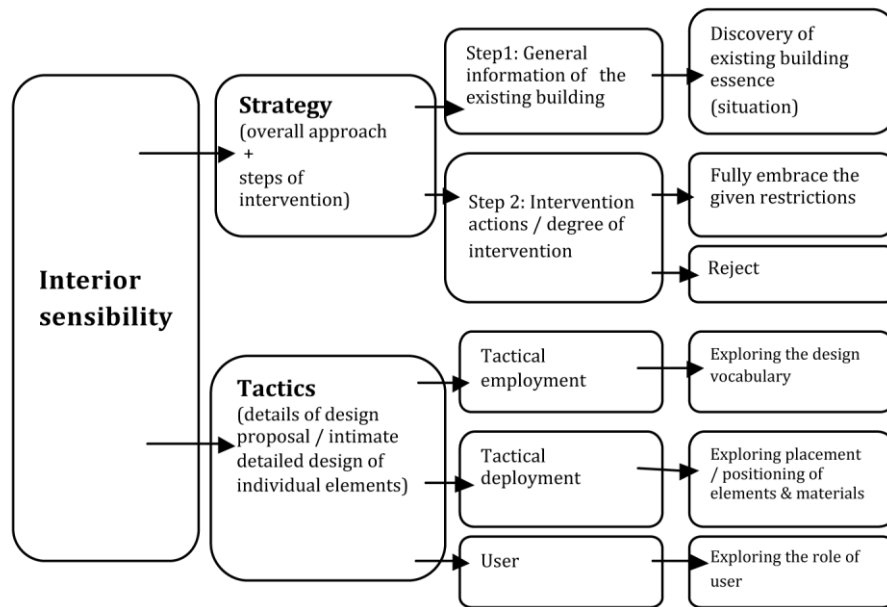 Interior
sensibility
Strategy
(overall approach
+
steps of
intervention)
Step1: General
information of the
existing building
Discovery of
existing building
essence
(situation)
Step 2: Intervention
actions / degree of
intervention
Fully embrace the
given restrictions
Reject
Tactics
(details of design
proposal / intimate
detailed design of
individual elements)
Tactical
employment
Exploring the design
vocabulary
Tactical
deployment
Exploring placement
/ positioning of
elements & materials
User
Exploring the role of
user